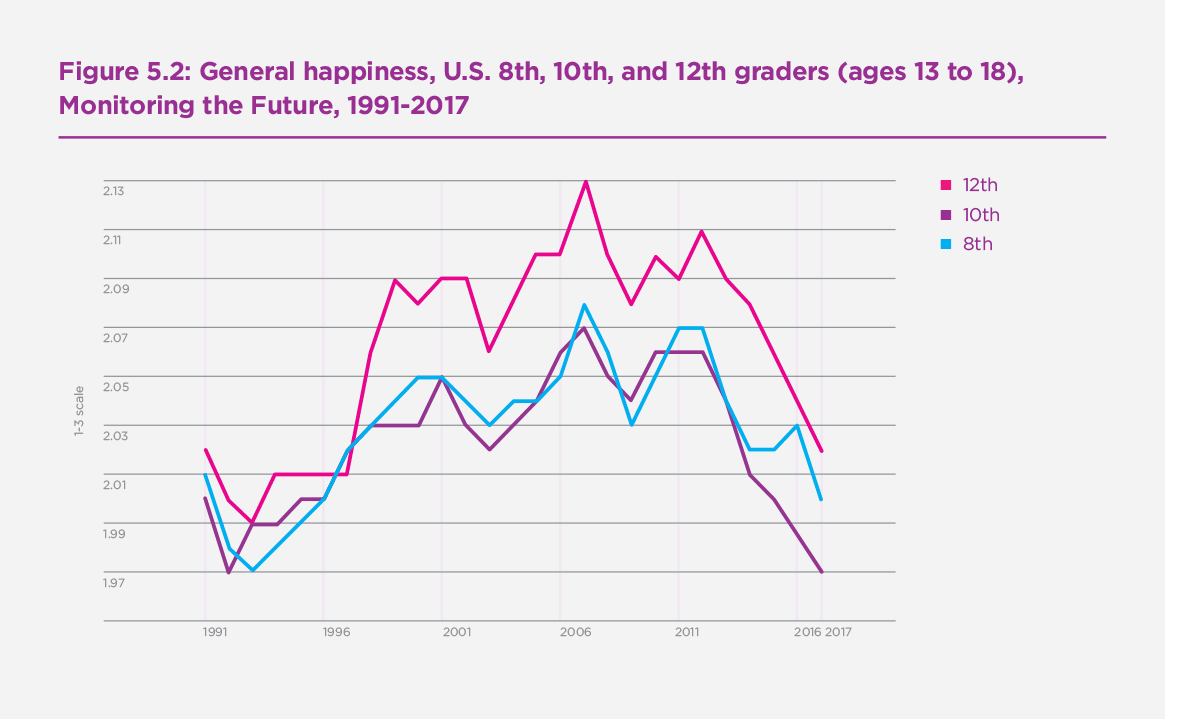 Figure 5.2: General happiness, U.S. 8th, 10th, and 12th graders (ages 13 to 18),
Monitoring the Future, 1991-2017
12th
10th
8th
2.13
2.11
2.09
2.07
2.05
2.03
2.01
1.99
1.97
1-3 scale
1991 1996 2001 2006 2011 2016 2017